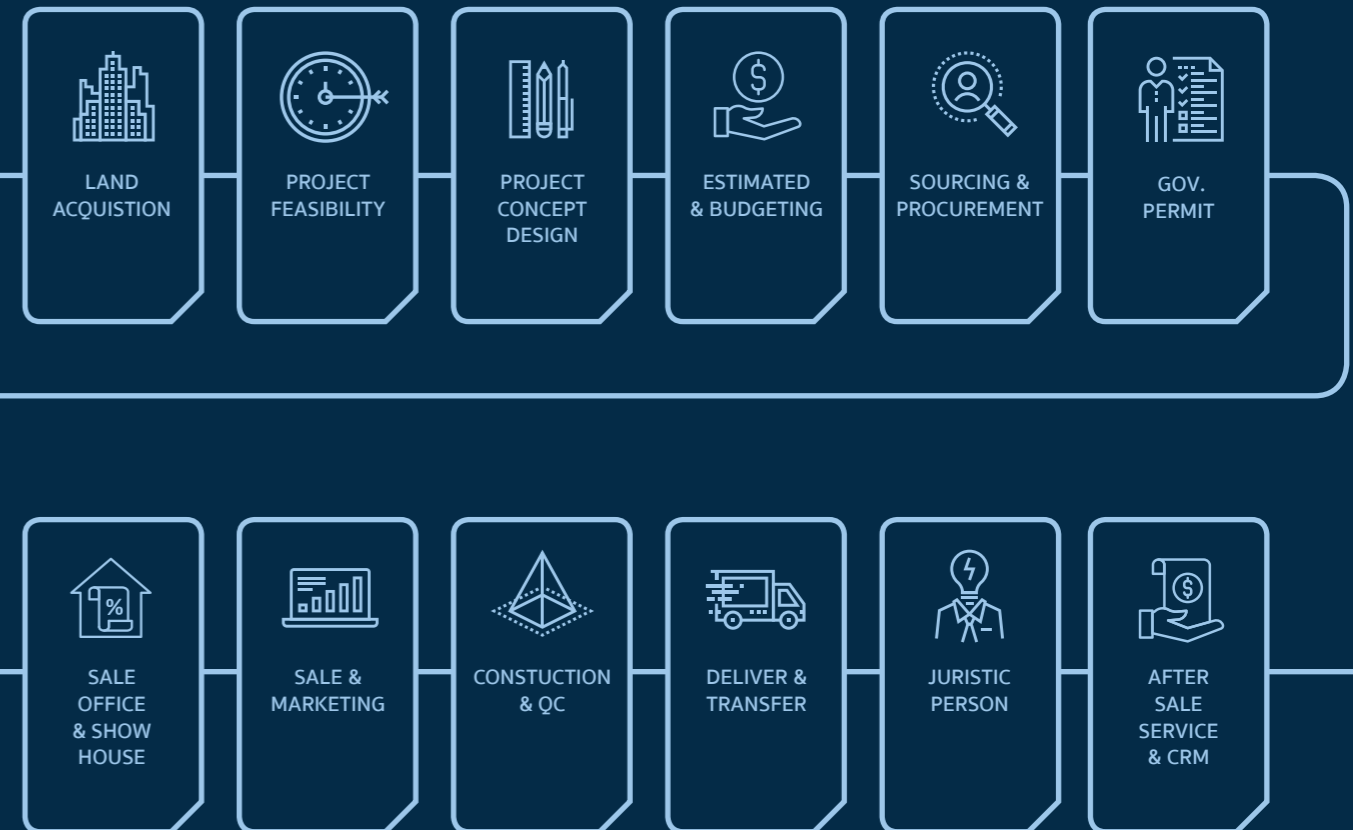 LAND
ACQUISTION
PROJECT
FEASIBILITY
PROJECT
CONCEPT
DESIGN
$
ESTIMATED
& BUDGETING
SOURCING &
PROCUREMENT
GOV.
PERMIT
%
SALE
OFFICE
& SHOW
HOUSE
SALE &
MARKETING
CONSTUCTION
& QC
DELIVER &
TRANSFER
JURISTIC
PERSON
$
AFTER
SALE
SERVICE
& CRM